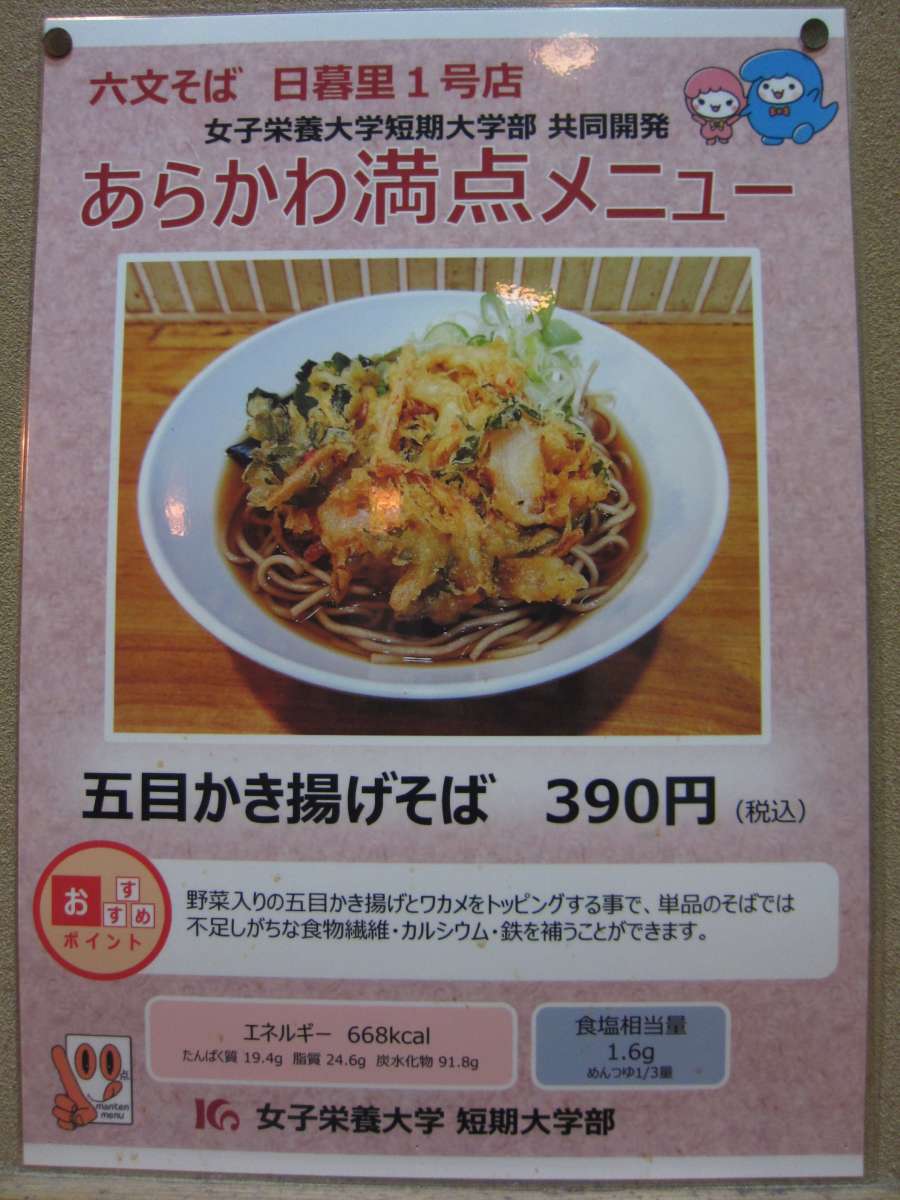 六文そば 日暮里1号店
女子栄養大学短期大学部 共同開発
あらかわ満点メニュー
五目かき揚げそば 390円 (税込)
おすすめ
ポイント
野菜入りの五目かき揚げとワカメをトッピングする事で、単品のそばでは
不足しがちな食物繊維・カルシウム・鉄を補うことができます。
エネルギー 668kcal
たんぱく質 19.4g 脂質 24.6g 炭水化物 91.8g
食塩相当量
1.6g
めんつゆ1/3量
100点
manten
menu
女子栄養大学 短期大学部